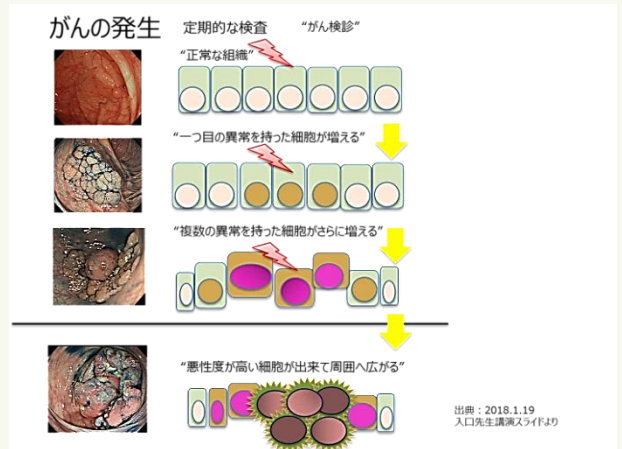 がんの発生 定期的な検査 “がん検診”
“正常な組織”
“一つ目の異常を持った細胞が増える”
“複数の異常を持った細胞がさらに増える”
“悪性度が高い細胞が出来て周囲へ広がる”
出典：2018.1.19
入口先生講演スライドより